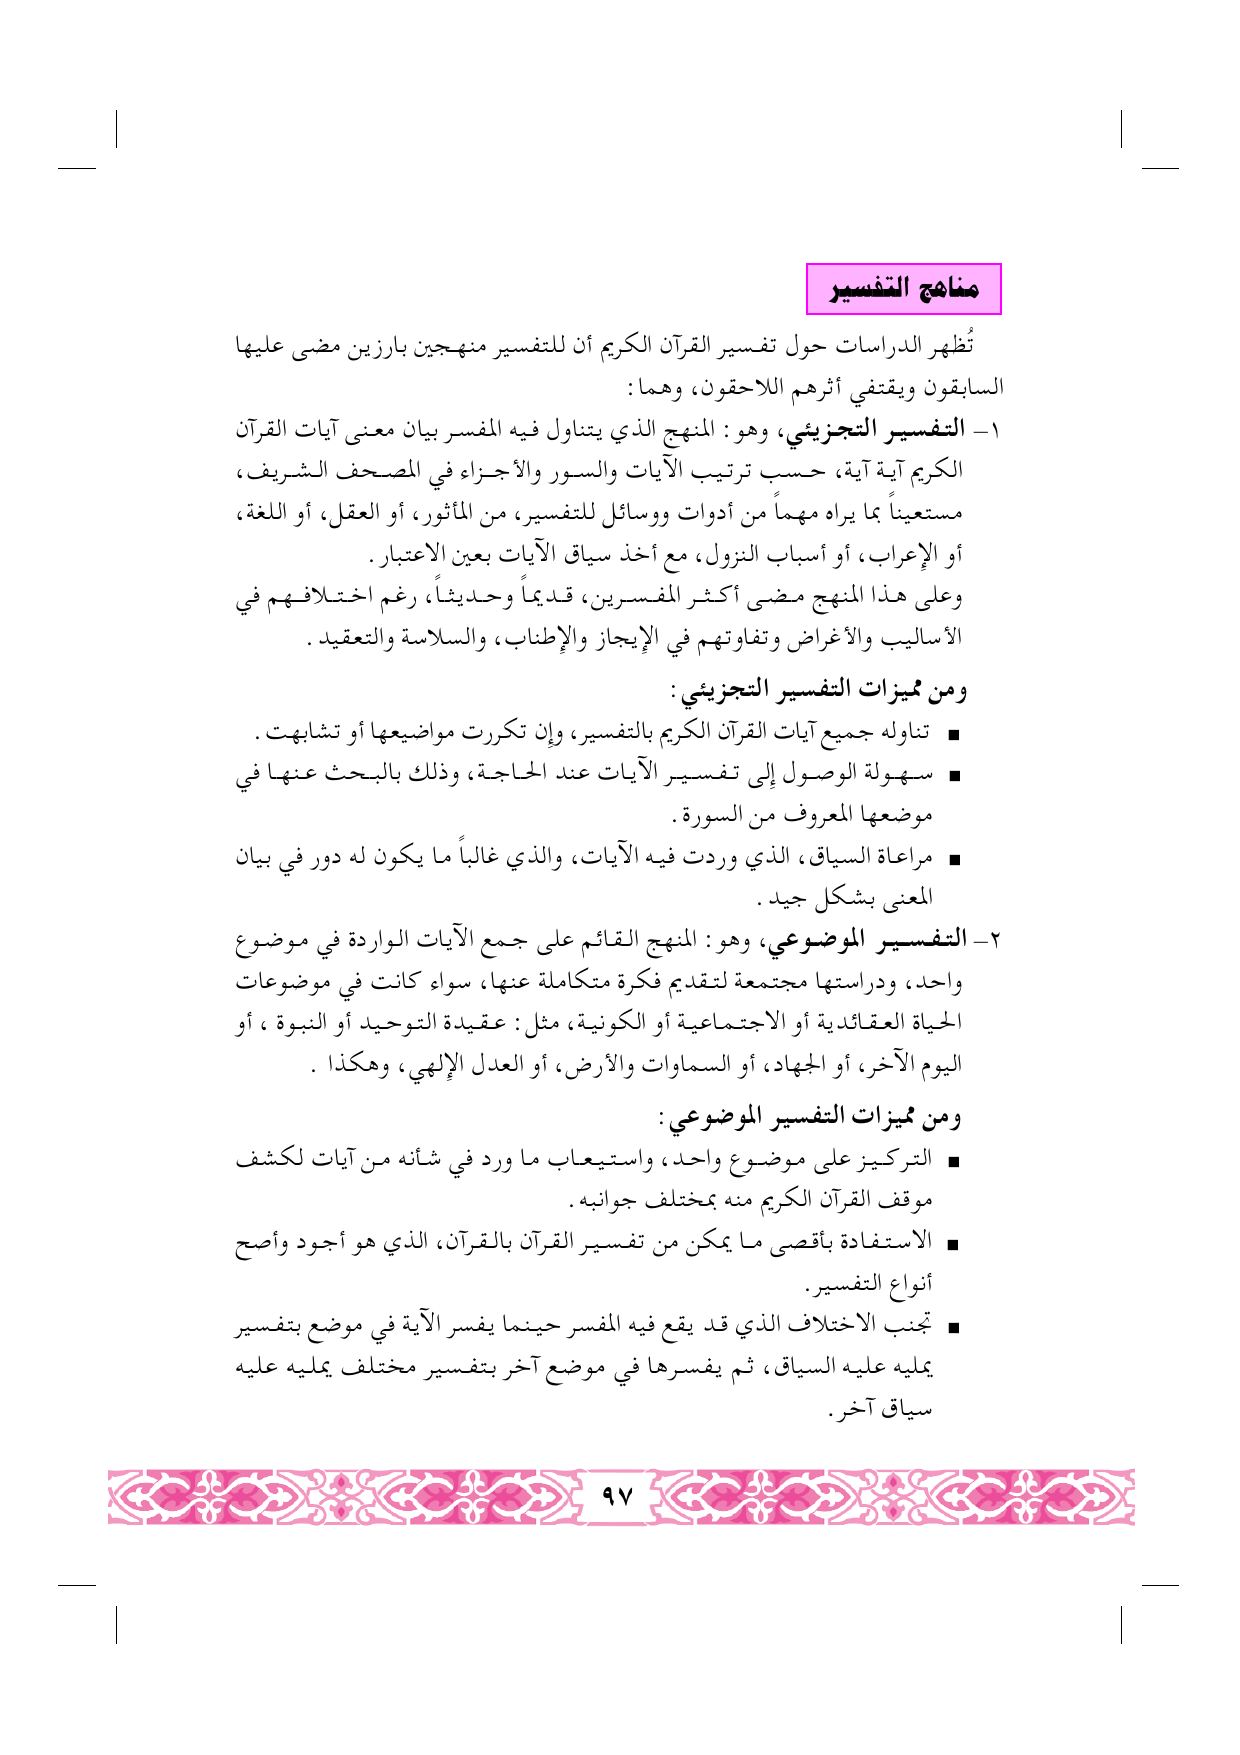 مناهج التفسير
تُظهر الدراسات حول تفسير القرآن الكريم أن للتفسير منهجين بارزين مضى عليها
السابقون ويقتفي أثرهم اللاحقون، وهما:
١– التفسير التجزيئي، وهو: المنهج الذي يتناول فيه المفسر بيان معنى آيات القرآن
الكريم آية آية، حسب ترتيب الآيات والسور والأجزاء في المصحف الشريف،
مستعيناً بما يراه مهماً من أدوات ووسائل للتفسير، من المأثور، أو العقل، أو اللغة،
أو الإعراب، أو أسباب النزول، مع أخذ سياق الآيات بعين الاعتبار.
وعلى هذا المنهج مضى أكثر المفسرين، قديماً وحديثاً، رغم اختلافهم في
الأساليب والأغراض وتفاوتهم في الإيجاز والإطناب، والسلاسة والتعقيد.
ومن مميزات التفسير التجزيئي:
■ تناوله جميع آيات القرآن الكريم بالتفسير، وإن تكررت مواضيعها أو تشابهت.
■ سهولة الوصول إلى تفسير الآيات عند الحاجة، وذلك بالبحث عنها في
موضعها المعروف من السورة.
■ مراعاة السياق، الذي وردت فيه الآيات، والذي غالباً ما يكون له دور في بيان
المعنى بشكل جيد.
٢– التفسير الموضوعي، وهو: المنهج القائم على جمع الآيات الواردة في موضوع
واحد، ودراستها مجتمعة لتقديم فكرة متكاملة عنها، سواء كانت في موضوعات
الحياة العقائدية أو الاجتماعية أو الكونية، مثل: عقيدة التوحيد أو النبوة ، أو
اليوم الآخر، أو الجهاد، أو السماوات والأرض، أو العدل الإلهي، وهكذا .
ومن مميزات التفسير الموضوعي:
■ التركيز على موضوع واحد، واستيعاب ما ورد في شأنه من آيات لكشف
موقف القرآن الكريم منه بمختلف جوانبه.
■ الاستفادة بأقصى ما يمكن من تفسير القرآن بالقرآن، الذي هو أجود وأصح
أنواع التفسير.
■ تجنب الاختلاف الذي قد يقع فيه المفسر حينما يفسر الآية في موضع بتفسير
يمليه عليه السياق، ثم يفسرها في موضع آخر بتفسير مختلف يمليه عليه
سياق آخر.
٩٧